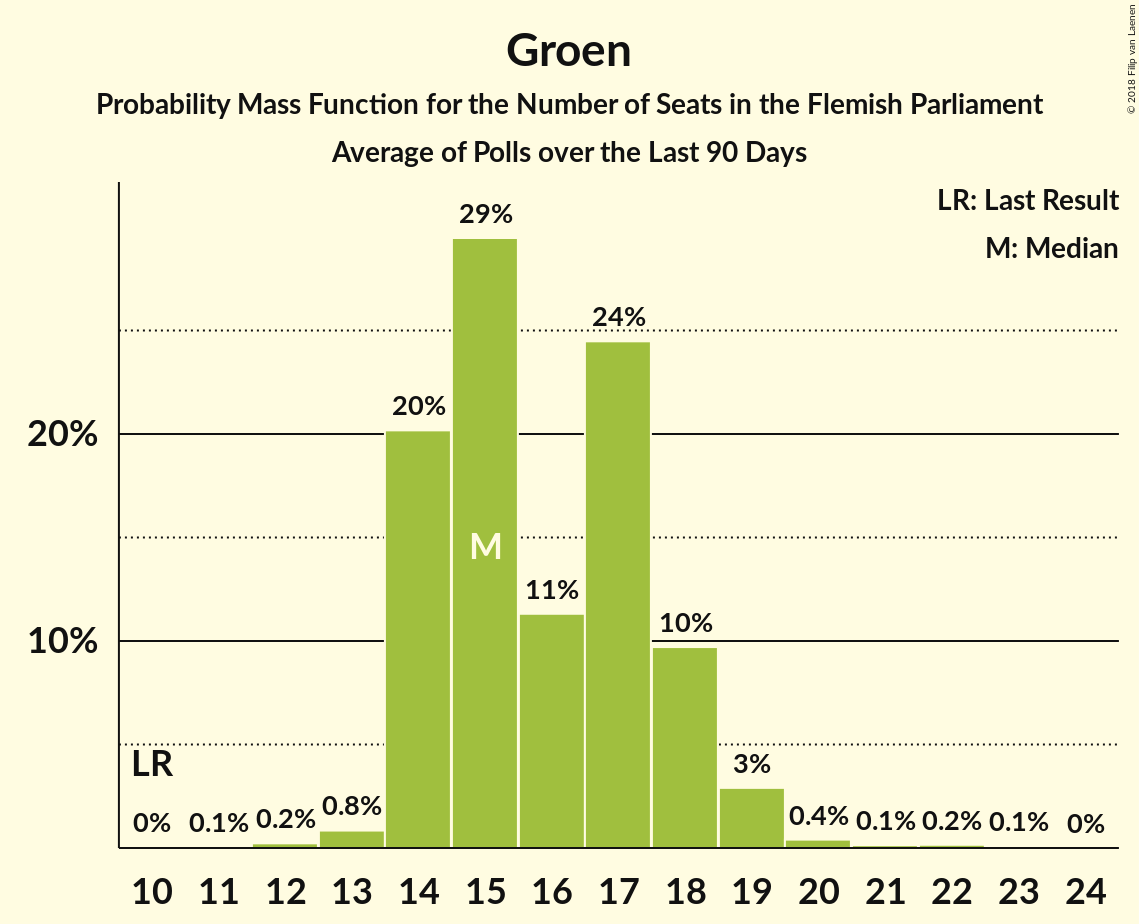 Groen
Probability Mass Function for the Number of Seats in the Flemish Parliament
Average of Polls over the Last 90 Days
© 2018 Filip van Laenen
LR: Last Result
M: Median
29%
24%
20%
20%
M
11%
10%
10%
LR
3%
0% 0.1% 0.2% 0.8% 0.4% 0.1% 0.2% 0.1% 0%
10 11 12 13 14 15 16 17 18 19 20 21 22 23 24